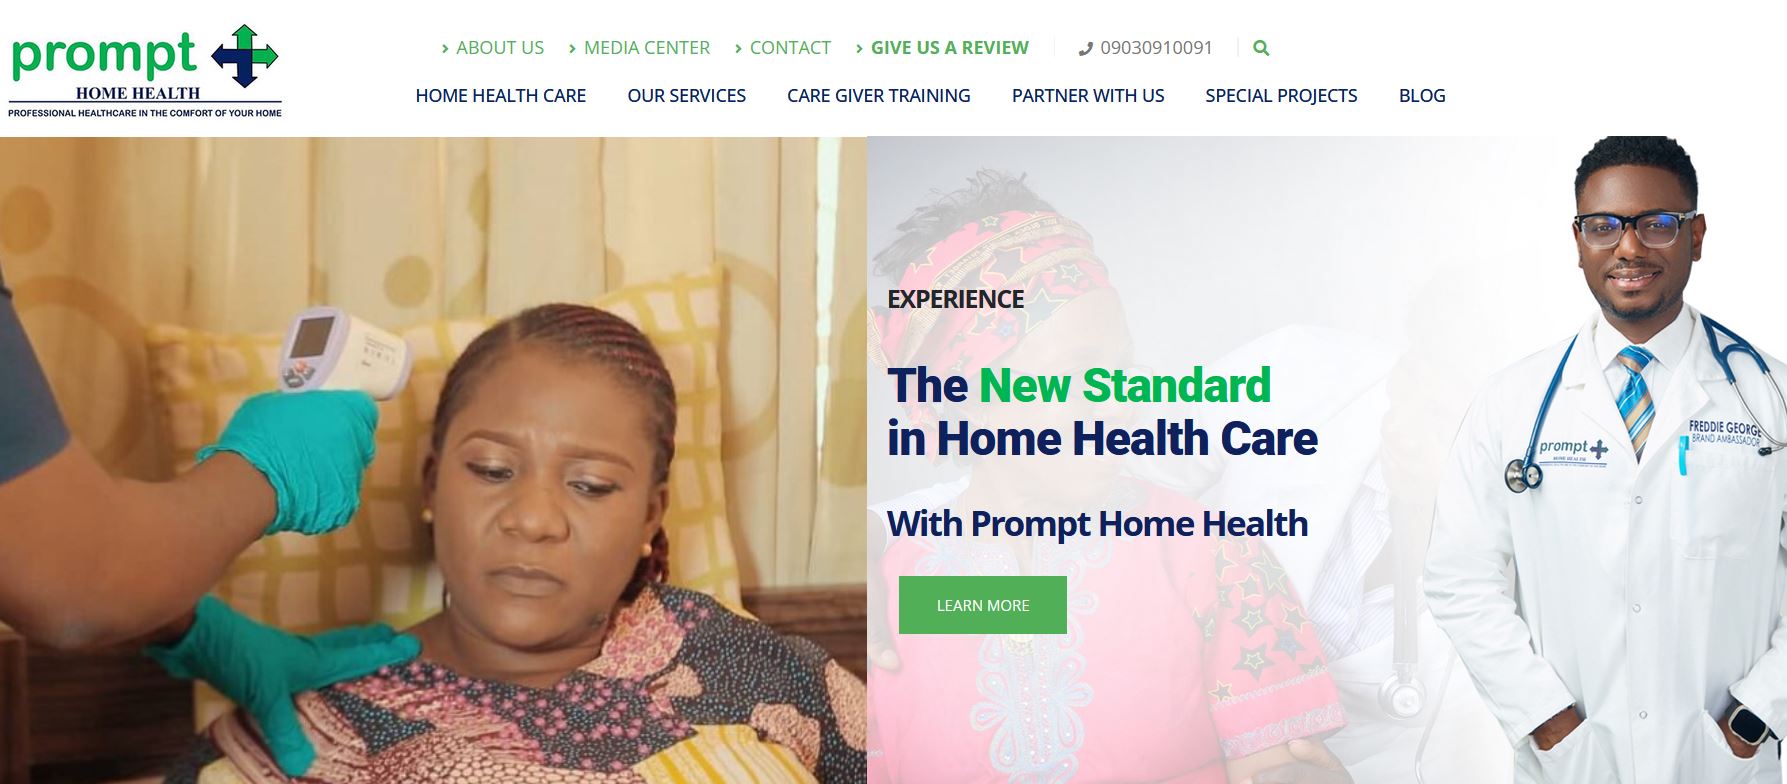 prompt
HOME HEALTH
PROFESSIONAL HEALTHCARE IN THE COMFORT OF YOUR HOME
ABOUT US MEDIA CENTER CONTACT GIVE US A REVIEW 09030910091
HOME HEALTH CARE OUR SERVICES CARE GIVER TRAINING PARTNER WITH US SPECIAL PROJECTS BLOG
EXPERIENCE
The New Standard
in Home Health Care
With Prompt Home Health
LEARN MORE
prompt
HOME HEALTH
FREDDIE GEORGE
BRAND AMBASSADOR